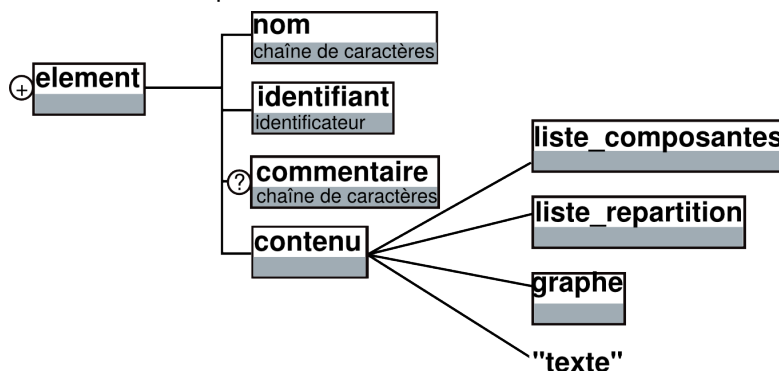 nom
chaîne de caractères
+
element
identifiant
identificateur
?
commentaire
chaîne de caractères
contenu
liste_composantes
liste_repartition
graphe
"texte"